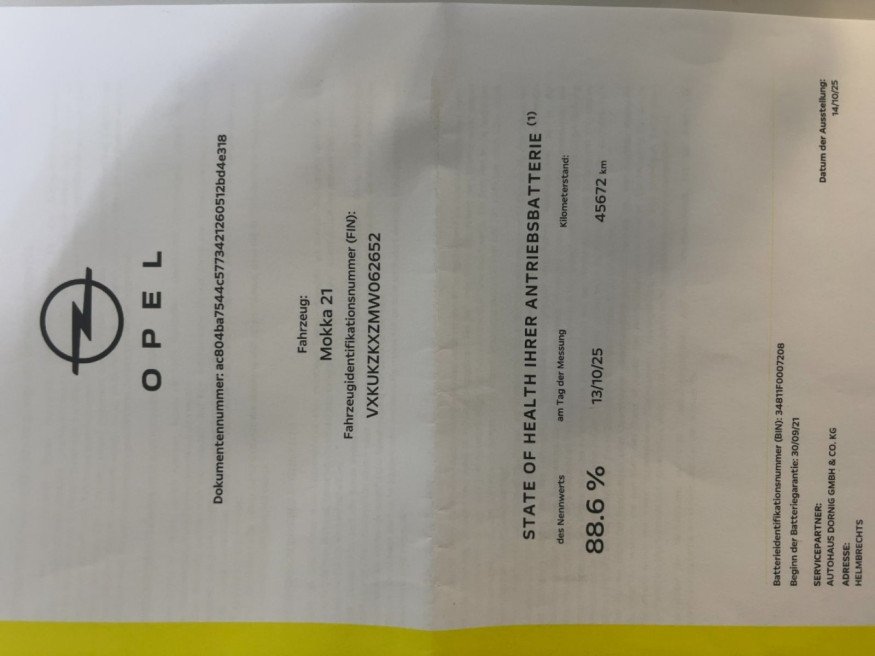 OPEL
Dokumentennummer: ac804ba7544c5773421260512bd4e318
Fahrzeug:
Mokka 21
Fahrzeugidentifikationsnummer (FIN):
VXKUKZKXZMW062652
STATE OF HEALTH IHRER ANTRIEBSBATTERIE (1)
des Nennwerts am Tag der Messung Kilometerstand:
88.6 % 13/10/25 45672 km
Batterieidentifikationsnummer (BIN): 34811F0007208
Beginn der Batteriegarantie: 30/09/21
SERVICEPARTNER: Datum der Ausstellung:
AUTOHAUS DORNIG GMBH & CO. KG 14/10/25
ADRESSE:
HELMBRECHTS